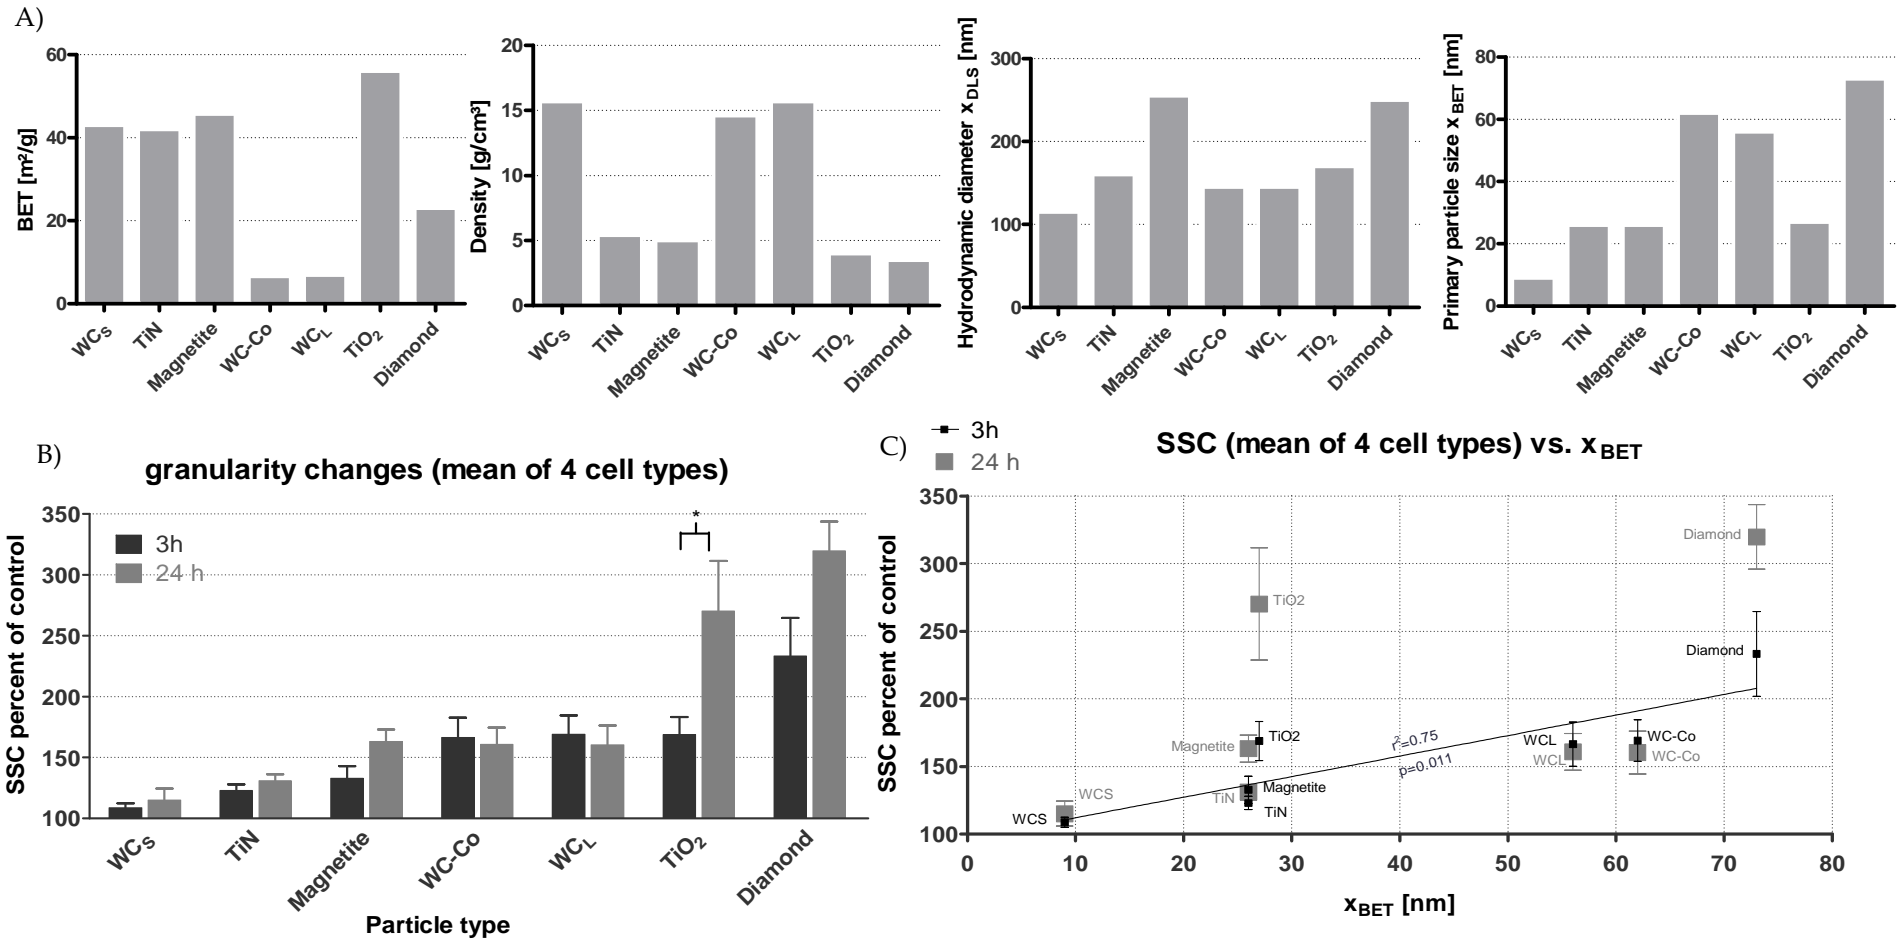 A)
BET [m²/g]
60
40
20
0
WCS
TiN
Magnetite
WC-Co
WCL
TiO2
Diamond
Density [g/cm³]
20
15
10
5
0
WCS
TiN
Magnetite
WC-Co
WCL
TiO2
Diamond
Hydrodynamic diameter xDLS [nm]
300
200
100
0
WCS
TiN
Magnetite
WC-Co
WCL
TiO2
Diamond
Primary particle size xBET [nm]
80
60
40
20
0
WCS
TiN
Magnetite
WC-Co
WCL
TiO2
Diamond
B)
granularity changes (mean of 4 cell types)
SSC percent of control
350
300
250
200
150
100
3h
24 h
*
WCS
TiN
Magnetite
WC-Co
WCL
TiO2
Diamond
Particle type
C)
3h
24 h
SSC (mean of 4 cell types) vs. xBET
SSC percent of control
350
300
250
200
150
100
Diamond
TiO2
Diamond
Magnetite
TiO2
r²=0.75
p=0.011
WCL
WCL
WC-Co
WC-Co
TiN
Magnetite
TiN
WCS
WCS
0
10
20
30
40
50
60
70
80
xBET [nm]